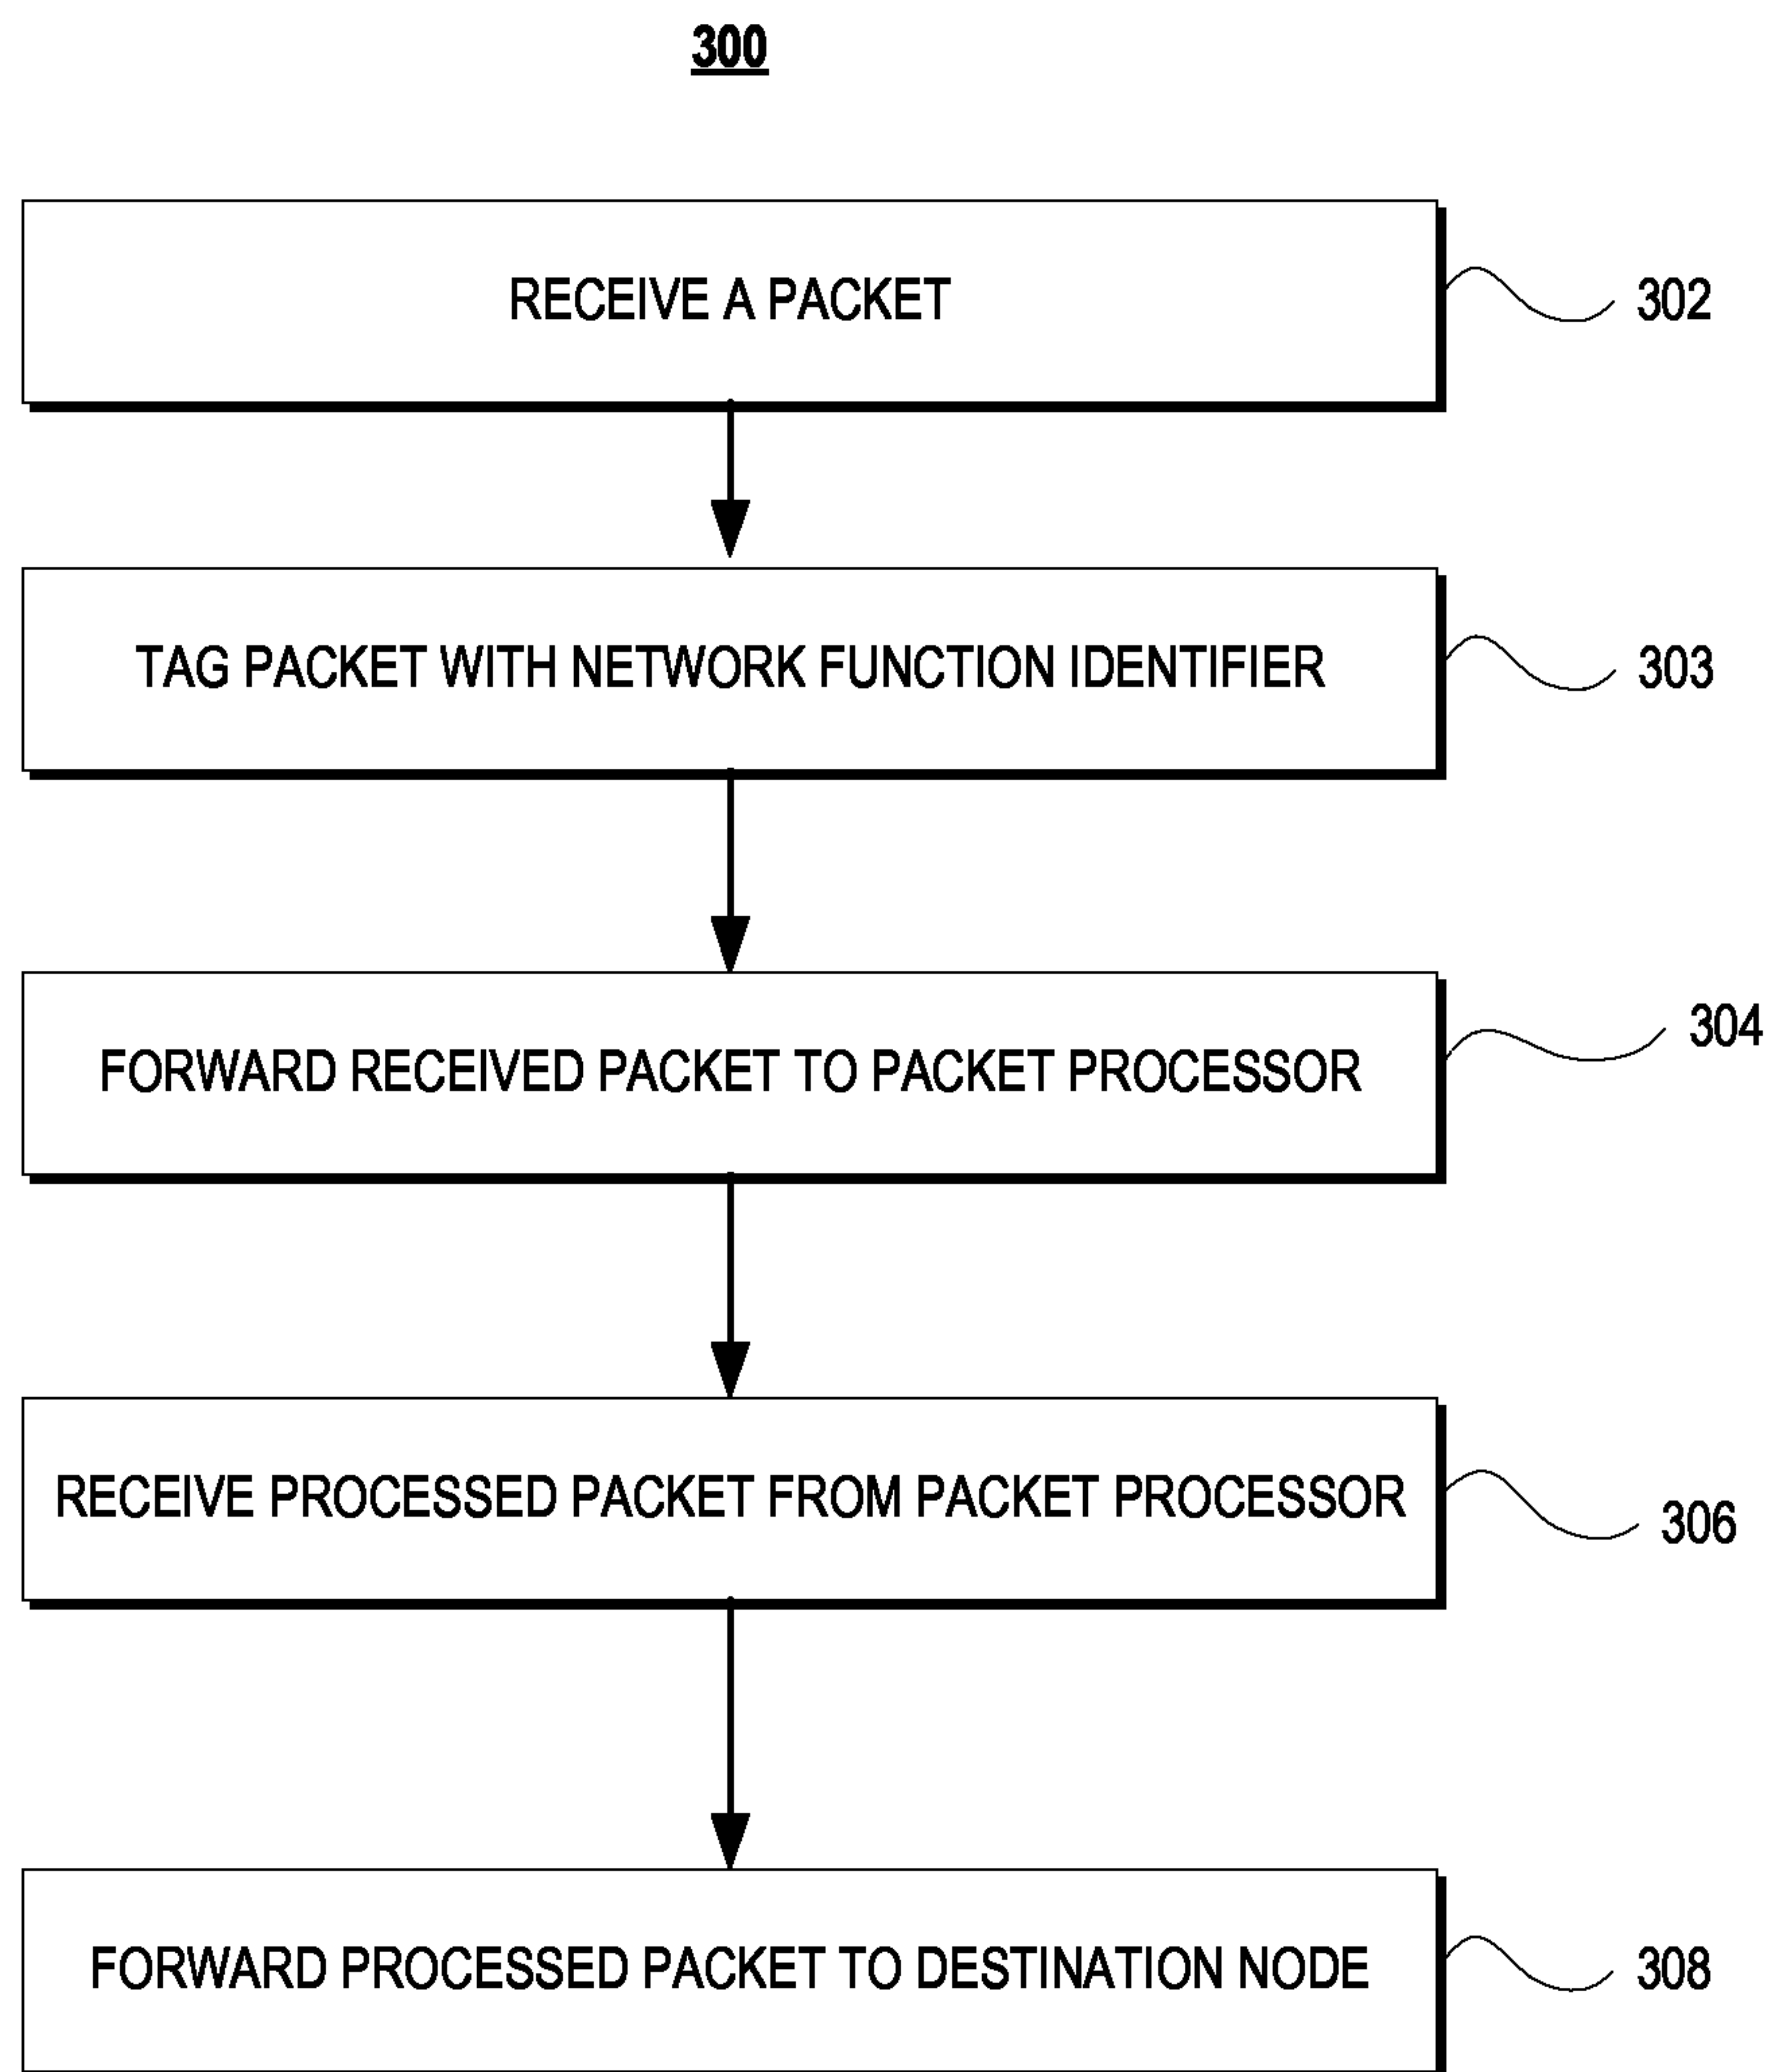 300
RECEIVE A PACKET
302
TAG PACKET WITH NETWORK FUNCTION IDENTIFIER
303
FORWARD RECEIVED PACKET TO PACKET PROCESSOR
304
RECEIVE PROCESSED PACKET FROM PACKET PROCESSOR
306
FORWARD PROCESSED PACKET TO DESTINATION NODE
308